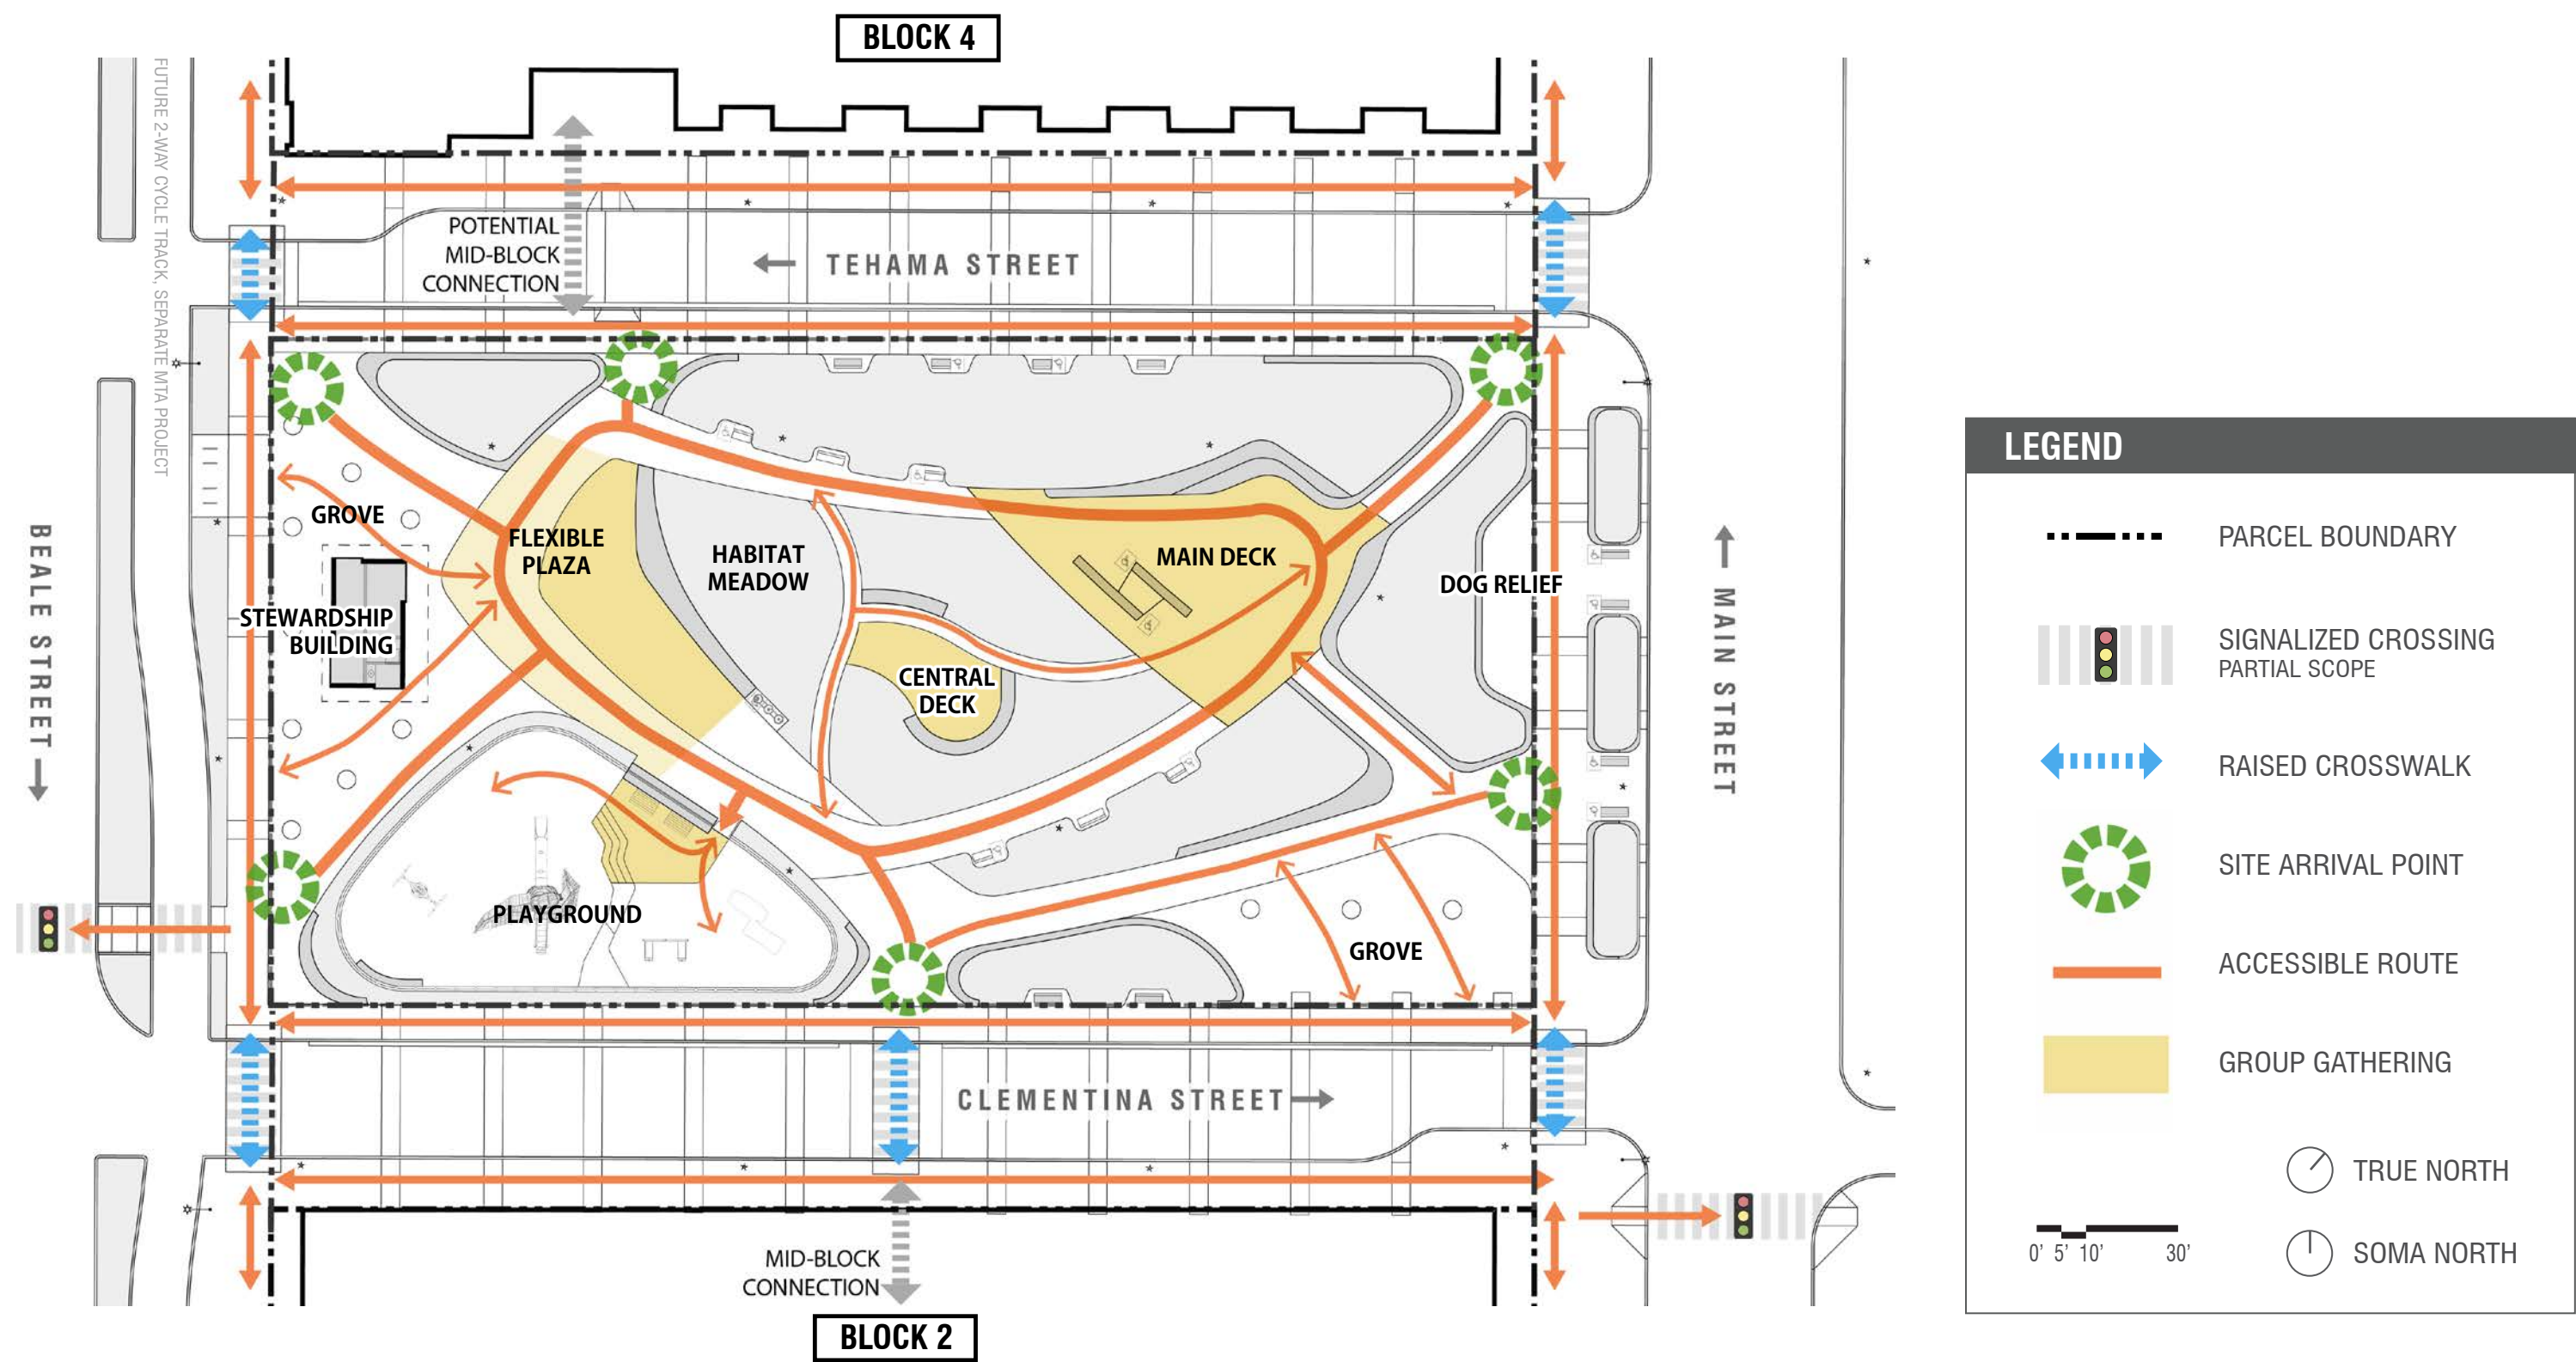 BLOCK 4
FUTURE 2-WAY CYCLE TRACK, SEPARATE MTA PROJECT
POTENTIAL
MID-BLOCK
CONNECTION
TEHAMA STREET
GROVE
FLEXIBLE
PLAZA
HABITAT
MEADOW
MAIN DECK
DOG RELIEF
STEWARDSHIP
BUILDING
CENTRAL
DECK
BEALE STREET
MAIN STREET
PLAYGROUND
GROVE
CLEMENTINA STREET
MID-BLOCK
CONNECTION
BLOCK 2
LEGEND
PARCEL BOUNDARY
SIGNALIZED CROSSING
PARTIAL SCOPE
RAISED CROSSWALK
SITE ARRIVAL POINT
ACCESSIBLE ROUTE
GROUP GATHERING
TRUE NORTH
0' 5' 10' 30'
SOMA NORTH